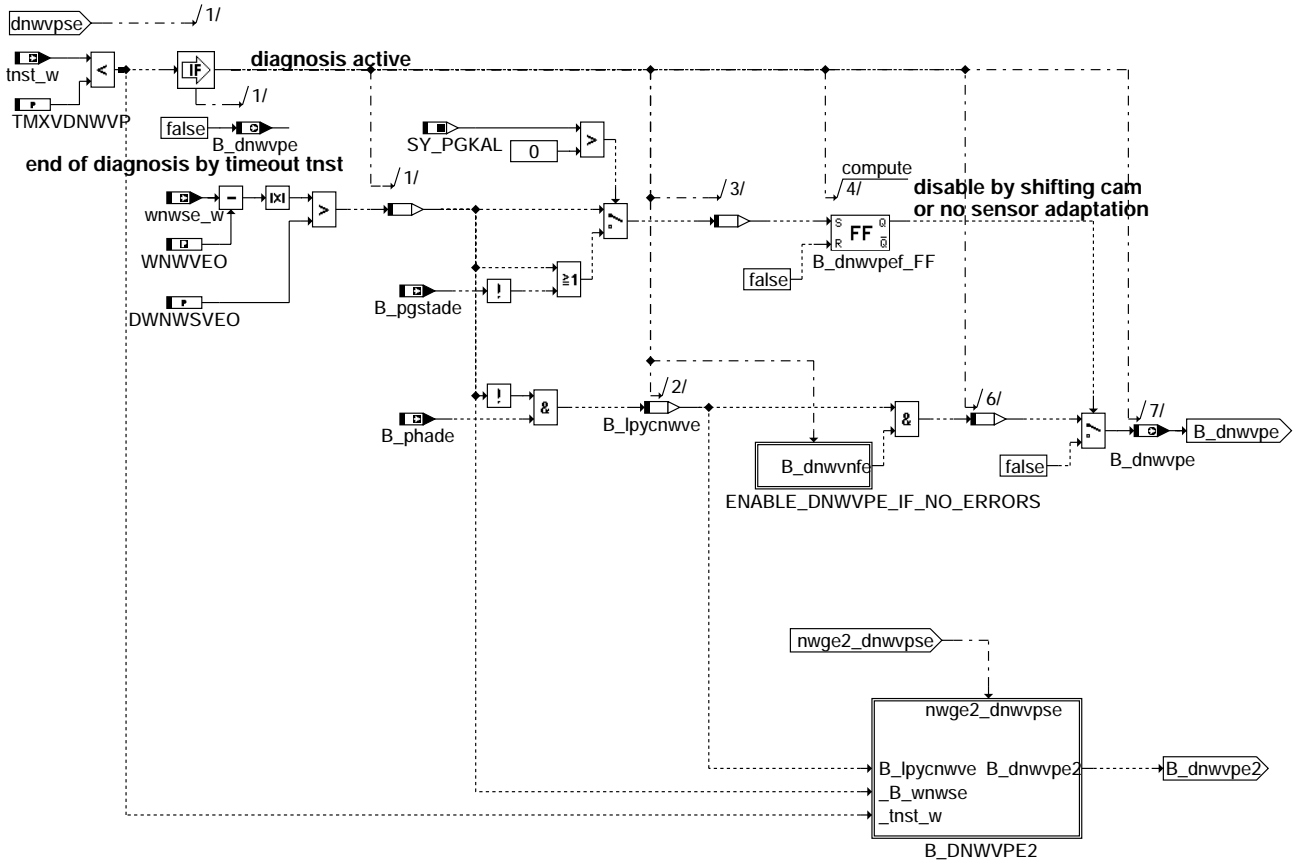 dnwvpse
/1/
tnst_w
<
IF
diagnosis active
TMXVDNWVP
P
/1/
false
B_dnwvpe
SY_PGKAL
0
>
end of diagnosis by timeout tnst
/1/
/3/
compute
/4/
disable by shifting cam
or no sensor adaptation
wnwse_w
-
|x|
>
WNWVEO
P
S Q
FF
R Q
B_dnwvpef_FF
false
B_pgstade
!
≥1
P
DWNWSVEO
!
&
B_phade
/2/
B_lpycnwve
&
/6/
/7/
B_dnwvpe
B_dnwvpe
B_dnwvnfe
false
ENABLE_DNWVPE_IF_NO_ERRORS
nwge2_dnwvpse
nwge2_dnwvpse
B_lpycnwve B_dnwvpe2
B_dnwvpe2
_B_wnwse
_tnst_w
B_DNWVPE2